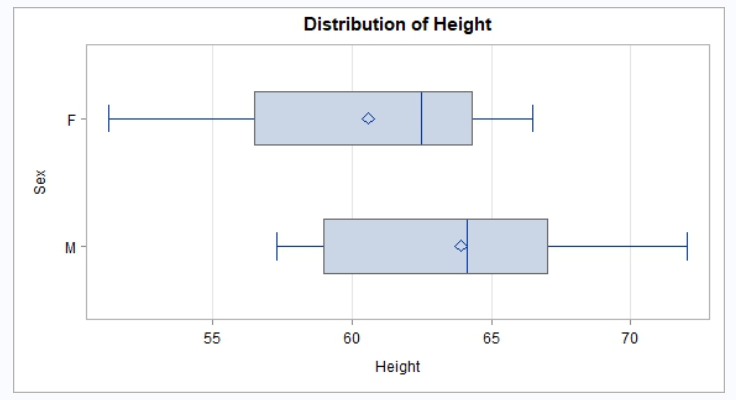 Distribution of Height
F
Sex
M
55 60 65 70
Height